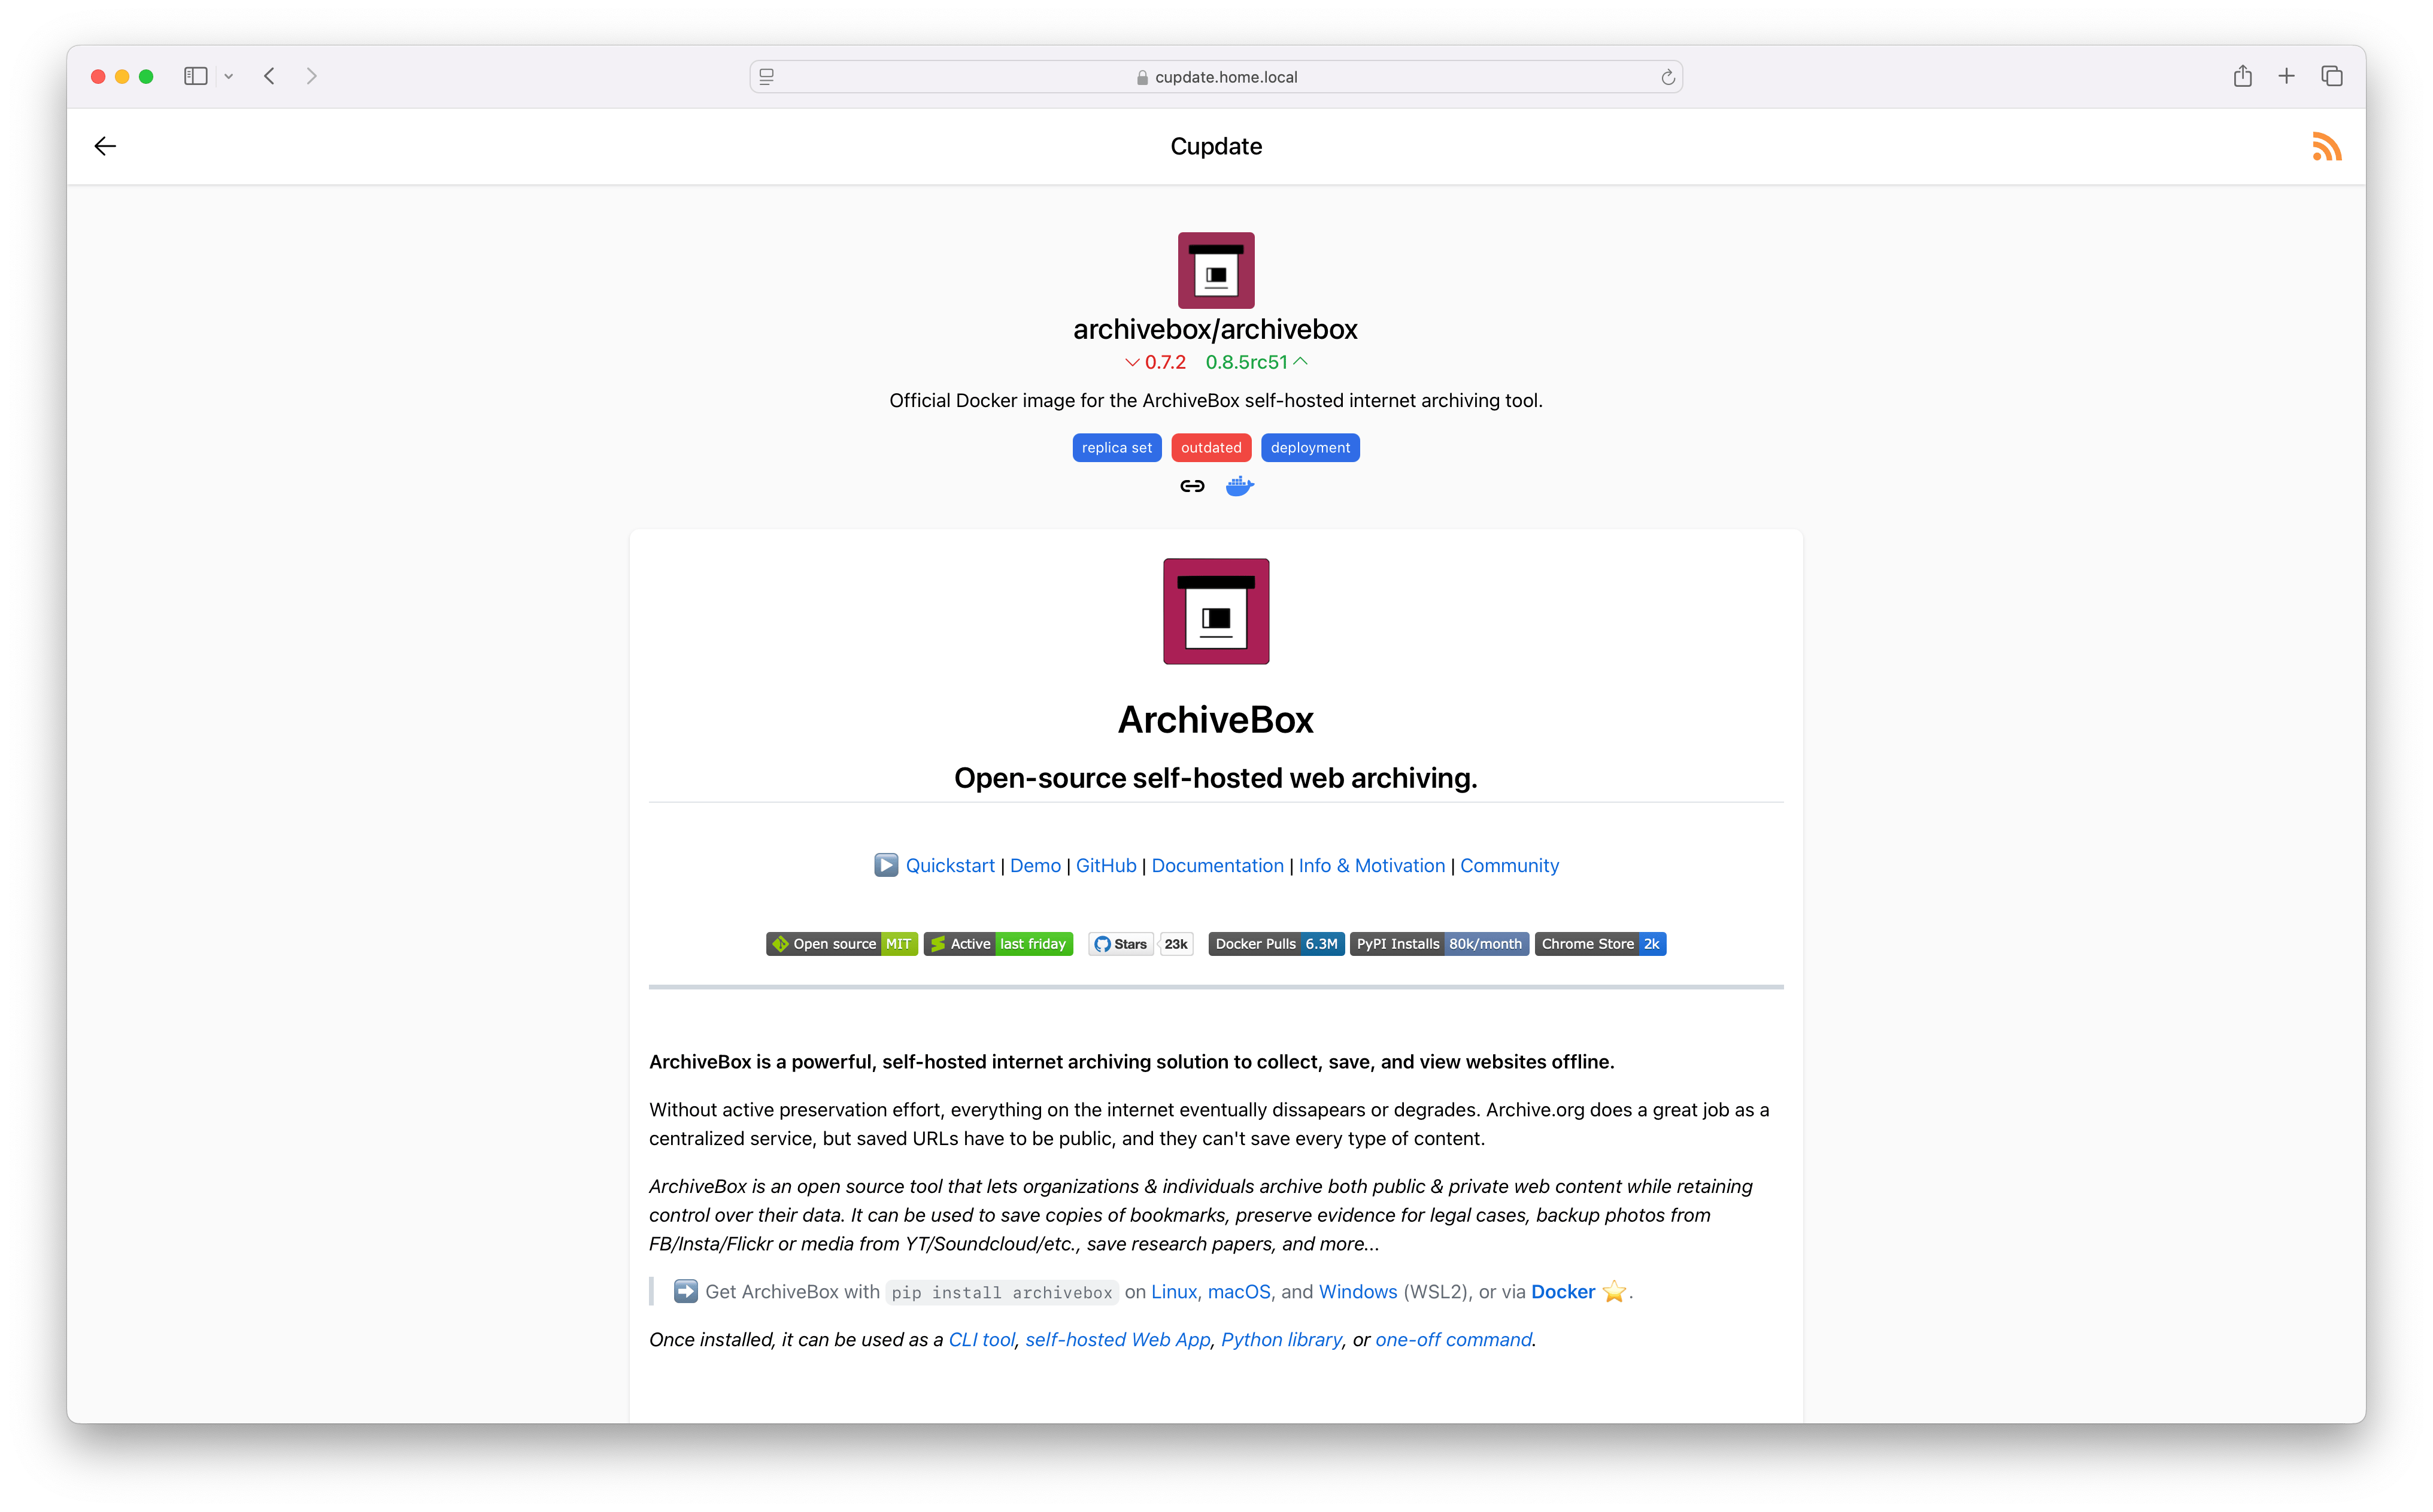 cupdate.home.local
Cupdate
archivebox/archivebox
0.7.2 0.8.5rc51
Official Docker image for the ArchiveBox self-hosted internet archiving tool.
replica set outdated deployment
ArchiveBox
Open-source self-hosted web archiving.
▶️ Quickstart | Demo | GitHub | Documentation | Info & Motivation | Community
Open source MIT Active last friday Stars 23k Docker Pulls 6.3M PyPI Installs 80k/month Chrome Store 2k
ArchiveBox is a powerful, self-hosted internet archiving solution to collect, save, and view websites offline.
Without active preservation effort, everything on the internet eventually dissapears or degrades. Archive.org does a great job as a
centralized service, but saved URLs have to be public, and they can't save every type of content.
ArchiveBox is an open source tool that lets organizations & individuals archive both public & private web content while retaining
control over their data. It can be used to save copies of bookmarks, preserve evidence for legal cases, backup photos from
FB/Insta/Flickr or media from YT/Soundcloud/etc., save research papers, and more...
➡️ Get ArchiveBox with pip install archivebox on Linux, macOS, and Windows (WSL2), or via Docker ⭐️.
Once installed, it can be used as a CLI tool, self-hosted Web App, Python library, or one-off command.